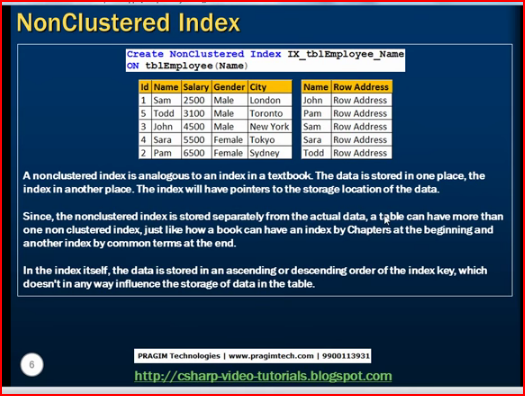 NonClustered Index
Create NonClustered Index IX_tblEmployee_Name
ON tblEmployee(Name)
Id Name Salary Gender City
1 Sam 2500 Male London
5 Todd 3100 Male Toronto
3 John 4500 Male New York
4 Sara 5500 Female Tokyo
2 Pam 6500 Female Sydney
Name Row Address
John Row Address
Pam Row Address
Sam Row Address
Sara Row Address
Todd Row Address
A nonclustered index is analogous to an index in a textbook. The data is stored in one place, the
index in another place. The index will have pointers to the storage location of the data.
Since, the nonclustered index is stored separately from the actual data, a table can have more than
one non clustered index, just like how a book can have an index by Chapters at the beginning and
another index by common terms at the end.
In the index itself, the data is stored in an ascending or descending order of the index key, which
doesn't in any way influence the storage of data in the table.
PRAGIM Technologies | www.pragimtech.com | 9900113931
6
http://csharp-video-tutorials.blogspot.com